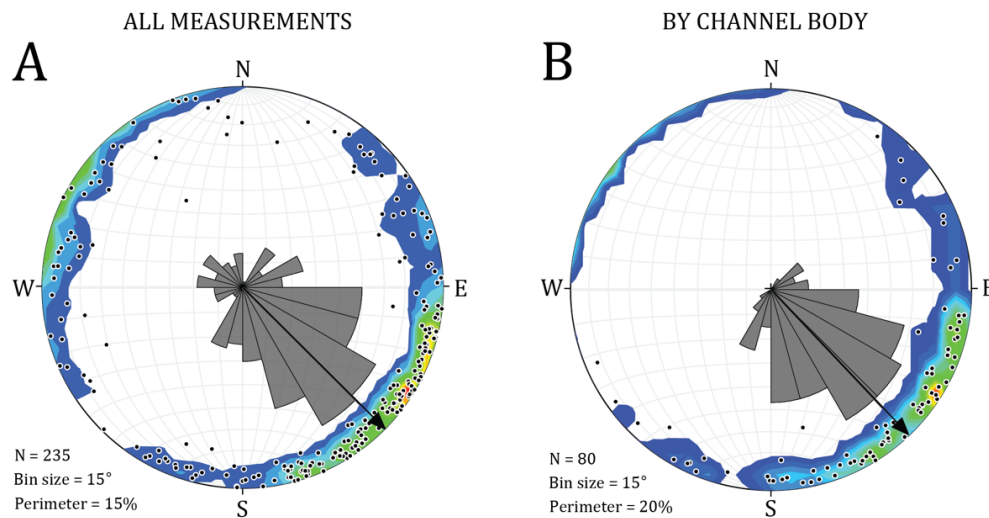 ALL MEASUREMENTS
A
N
W
E
S
N = 235
Bin size = 15°
Perimeter = 15%
BY CHANNEL BODY
B
N
W
E
S
N = 80
Bin size = 15°
Perimeter = 20%